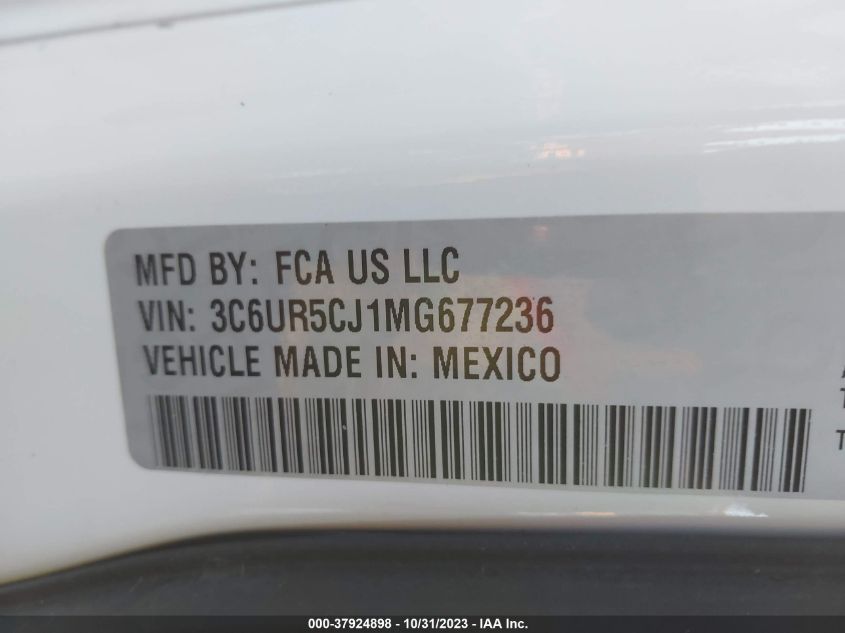 MFD BY: FCA US LLC
VIN: 3C6UR5CJ1MG677236
VEHICLE MADE IN: MEXICO
A
T
T
000-37924898 - 10/31/2023 - IAA Inc.